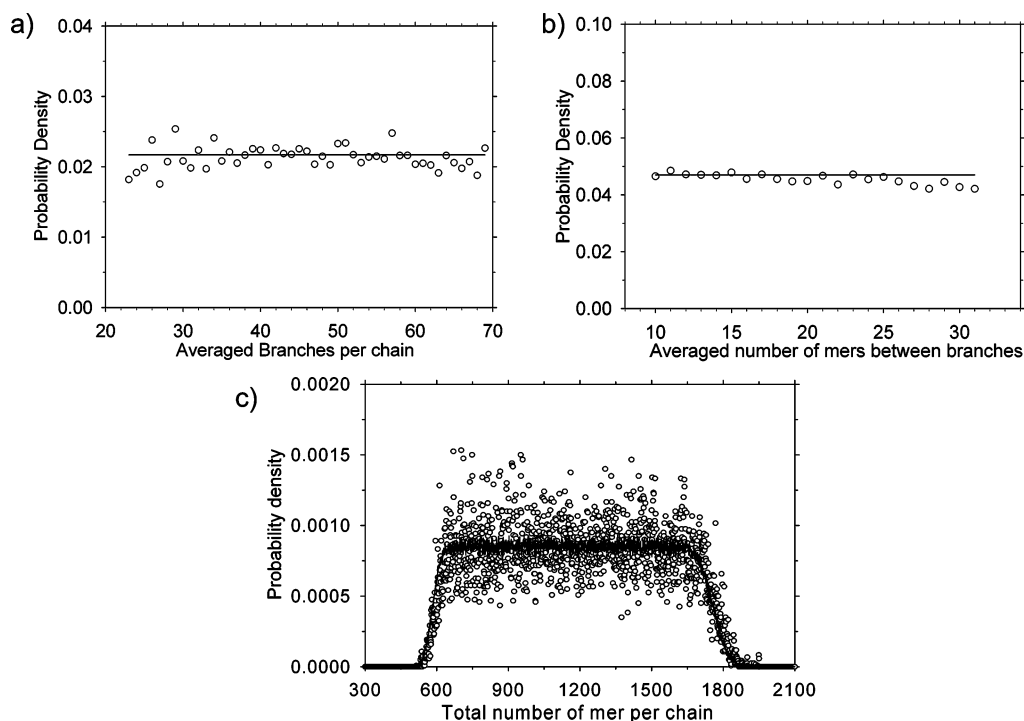 a)
0.04
0.03
0.02
0.01
0.00
Probability Density
20 30 40 50 60 70
Averaged Branches per chain
b)
0.10
0.08
0.06
0.04
0.02
0.00
Probability Density
10 15 20 25 30
Averaged number of mers between branches
c)
0.0020
0.0015
0.0010
0.0005
0.0000
Probability density
300 600 900 1200 1500 1800 2100
Total number of mer per chain